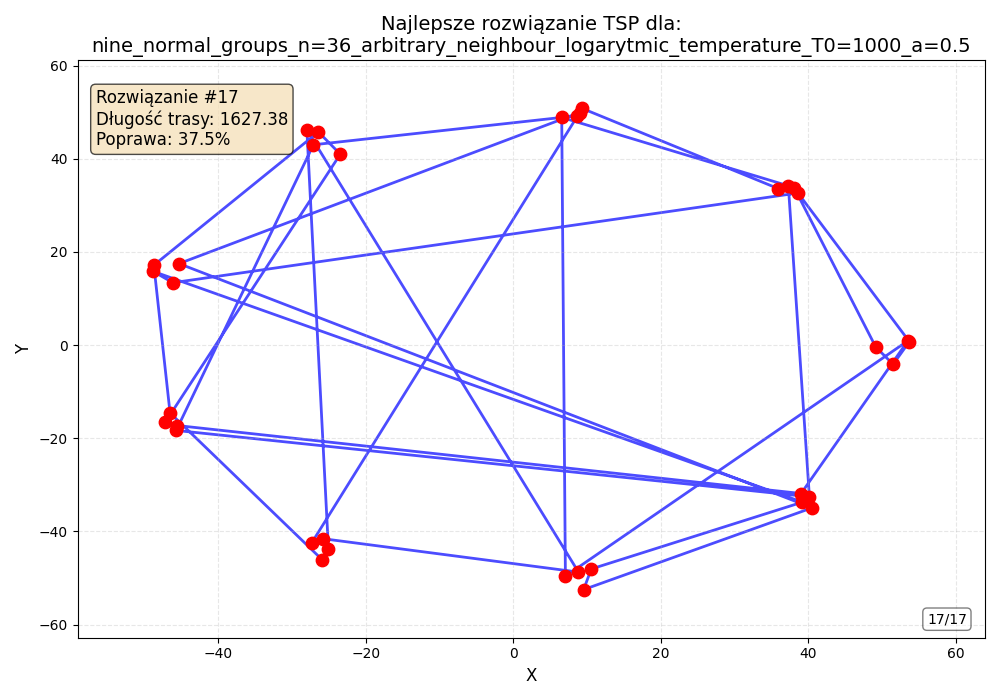 Najlepsze rozwiązanie TSP dla:
nine_normal_groups_n=36_arbitrary_neighbour_logarytmic_temperature_T0=1000_a=0.5
Rozwiązanie #17
Długość trasy: 1627.38
Poprawa: 37.5%
60
40
20
0
−20
−40
−60
Y
−40
−20
0
20
40
60
X
17/17